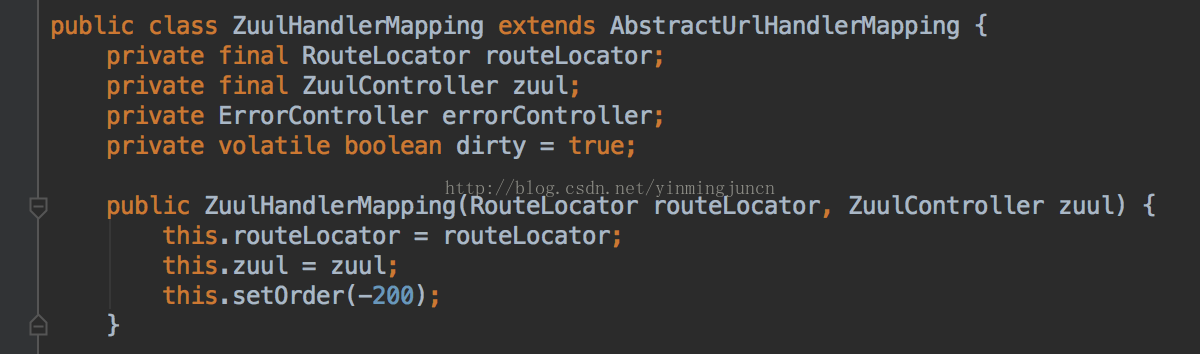 public class ZuulHandlerMapping extends AbstractUrlHandlerMapping {
private final RouteLocator routeLocator;
private final ZuulController zuul;
private ErrorController errorController;
private volatile boolean dirty = true;
http://blog.csdn.net/yinmingjuncn
public ZuulHandlerMapping(RouteLocator routeLocator, ZuulController zuul) {
this.routeLocator = routeLocator;
this.zuul = zuul;
this.setOrder(-200);
}